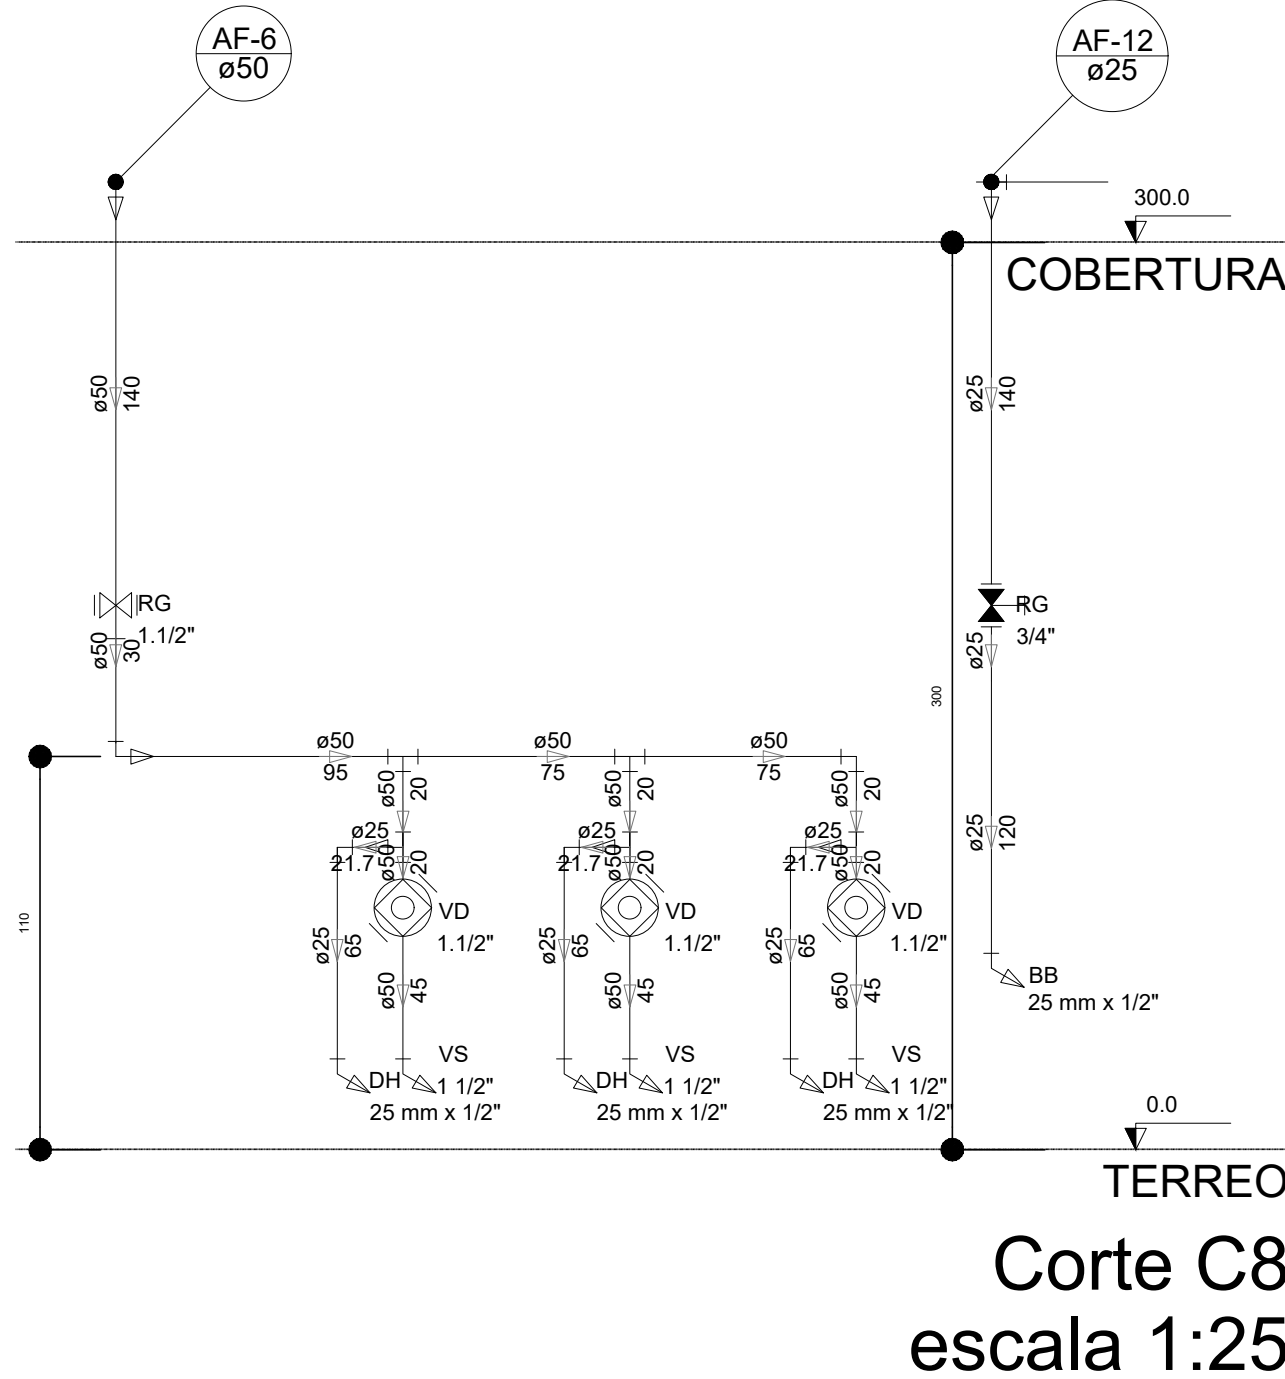 AF-6
ø50
AF-12
ø25
300.0
COBERTURA
ø50
140
ø25
140
RG
1.1/2"
ø50
30
RG
3/4"
ø25
300
ø50
95
ø50
75
ø50
75
ø50
20
ø50
20
ø50
20
ø25
120
ø25
21.7
ø50
20
ø25
21.7
ø50
20
ø25
21.7
ø50
20
110
VD
1.1/2"
VD
1.1/2"
VD
1.1/2"
ø25
65
ø25
65
ø25
65
ø50
45
ø50
45
ø50
45
BB
25 mm x 1/2"
VS
1 1/2"
DH
25 mm x 1/2"
VS
1 1/2"
DH
25 mm x 1/2"
VS
1 1/2"
DH
25 mm x 1/2"
0.0
TERREO
Corte C8
escala 1:25